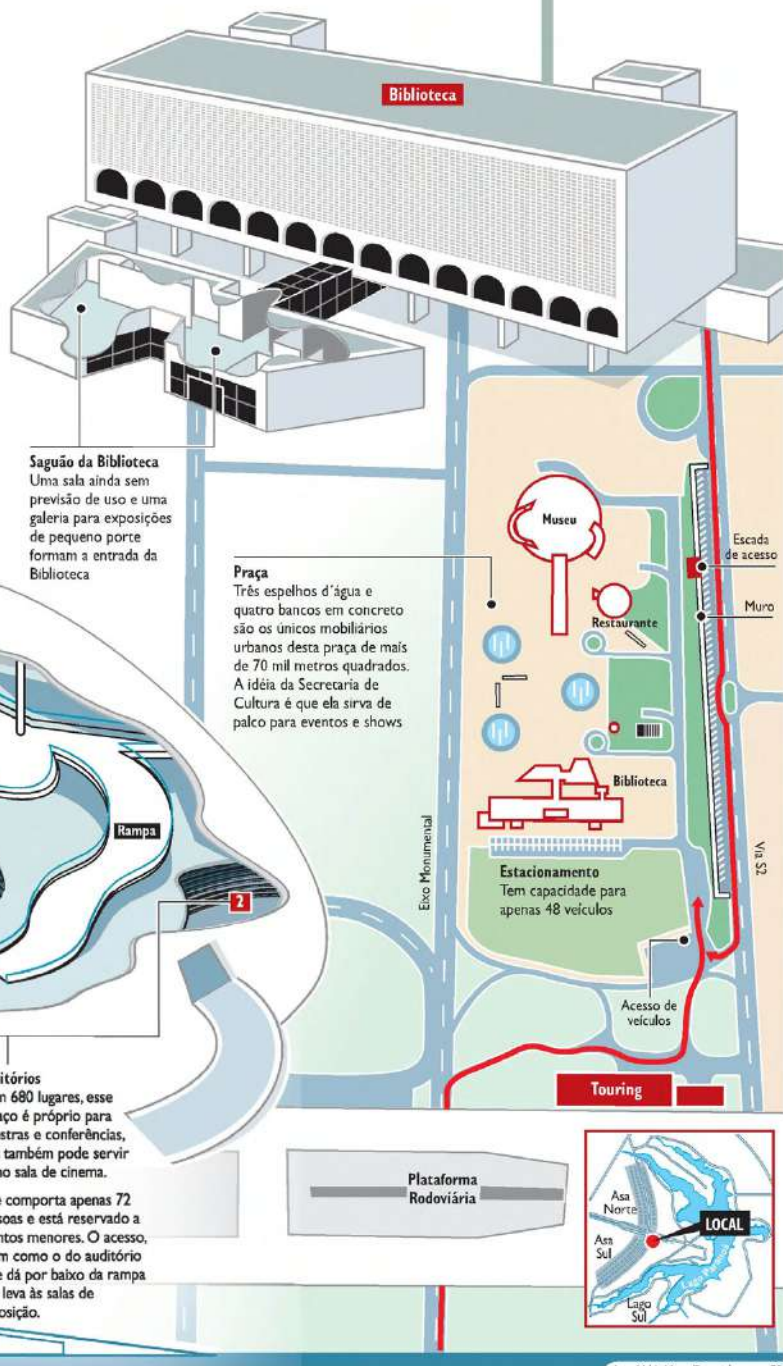 Biblioteca
Saguão da Biblioteca
Uma sala ainda sem
previsão de uso e uma
galeria para exposições
de pequeno porte
formam a entrada da
Biblioteca
Praça
Três espelhos d´água e
quatro bancos em concreto
são os únicos mobiliários
urbanos desta praça de mais
de 70 mil metros quadrados.
A idéia da Secretaria de
Cultura é que ela sirva de
palco para eventos e shows
Museu
Restaurante
Escada
de acesso
Muro
Biblioteca
Eixo Monumental
Via S2
Estacionamento
Tem capacidade para
apenas 48 veículos
Acesso de
veículos
Touring
Rampa
2
itórios
m 680 lugares, esse
aço é próprio para
estras e conferências,
também pode servir
no sala de cinema.
e comporta apenas 72
soas e está reservado a
ntos menores. O acesso,
m como o do auditório
e dá por baixo da rampa
leva às salas de
osição.
Plataforma
Rodoviária
Asa
Norte
Asa
Sul
LOCAL
Lago
Sul